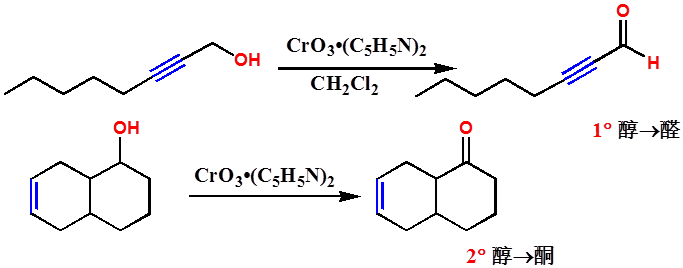 OH
CrO3•(C5H5N)2
CH2Cl2
O
H
1° 醇→醛
OH
CrO3•(C5H5N)2
O
2° 醇→酮